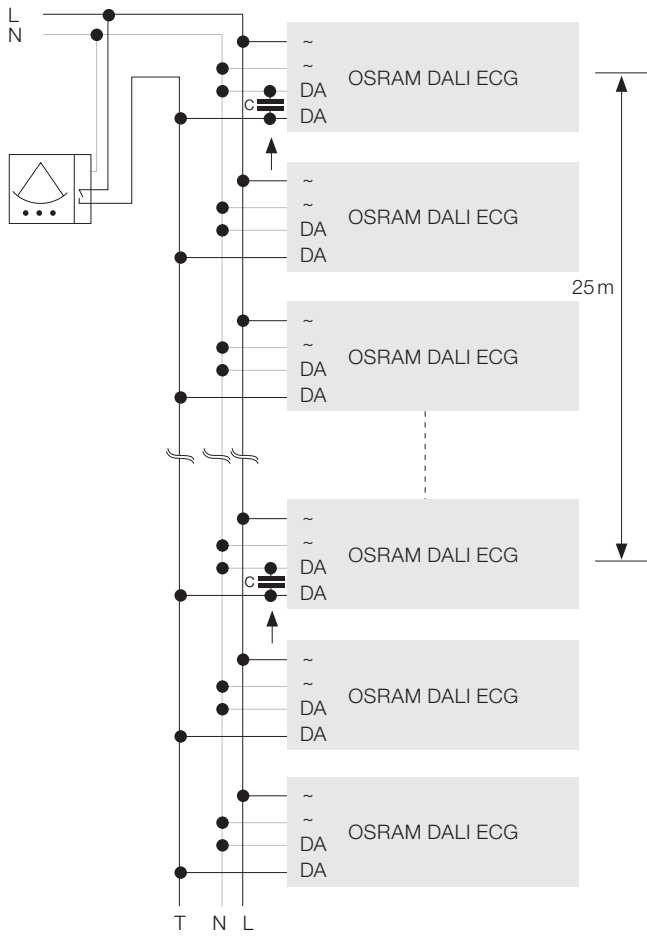 L
N
~
~
DA
DA
OSRAM DALI ECG
C
~
~
DA
DA
OSRAM DALI ECG
25 m
~
~
DA
DA
OSRAM DALI ECG
~
~
DA
DA
OSRAM DALI ECG
C
~
~
DA
DA
OSRAM DALI ECG
~
~
DA
DA
OSRAM DALI ECG
T N L